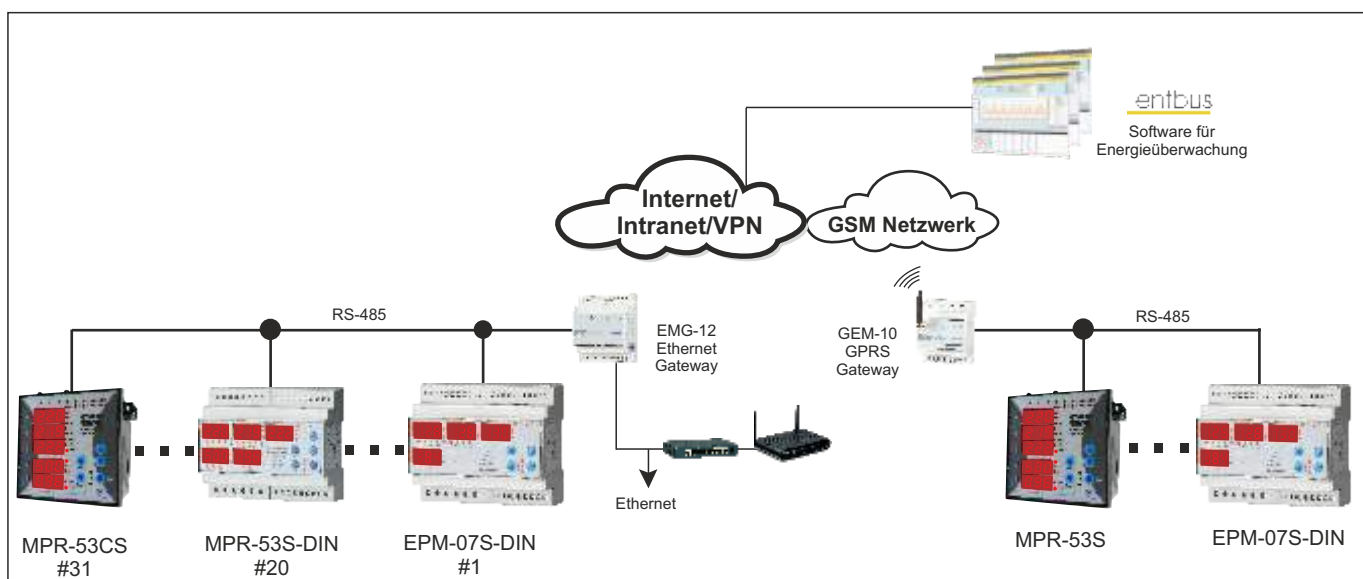 entbus
Software für
Energieüberwachung
Internet/
Intranet/VPN
GSM Netzwerk
RS-485
EMG-12
Ethernet
Gateway
GEM-10
GPRS
Gateway
RS-485
Ethernet
MPR-53CS
#31
MPR-53S-DIN
#20
EPM-07S-DIN
#1
MPR-53S
EPM-07S-DIN